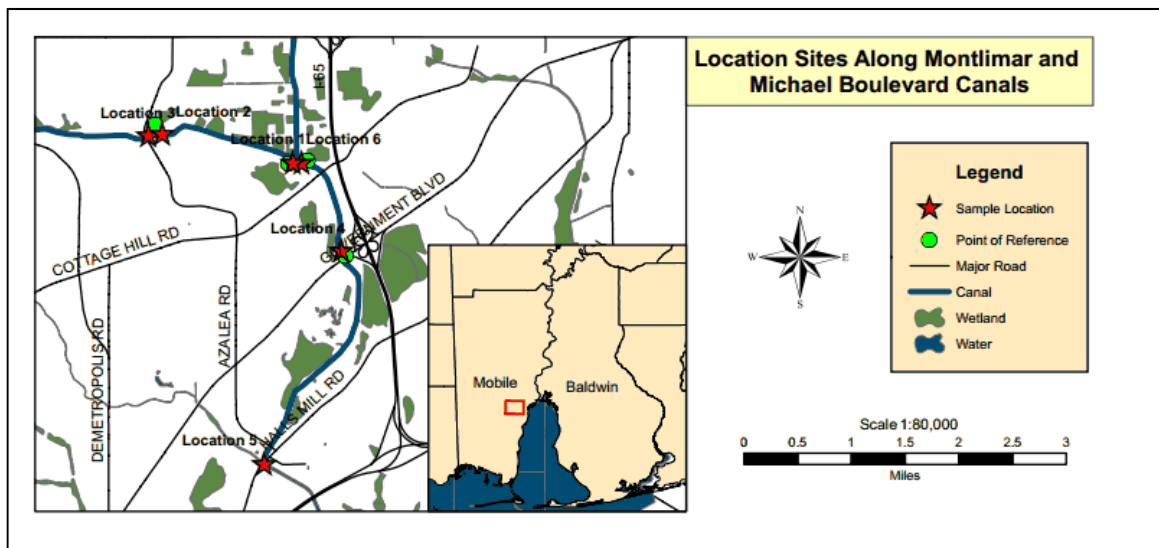 Location Sites Along Montlimar and
Michael Boulevard Canals
I-65
Location 3
Location 2
Location 1
Location 6
Location 4
GOVERNMENT BLVD
COTTAGE HILL RD
AZALEA RD
DEMETROPOLIS RD
HALLS MILL RD
Location 5
Mobile
Baldwin
Legend
Sample Location
Point of Reference
Major Road
Canal
Wetland
Water
N
W
E
S
Scale 1:80,000
0 0.5 1 1.5 2 2.5 3
Miles